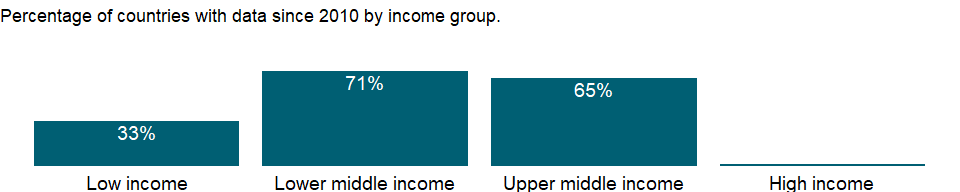 Percentage of countries with data since 2010 by income group.
71%
65%
33%
Low income Lower middle income Upper middle income High income